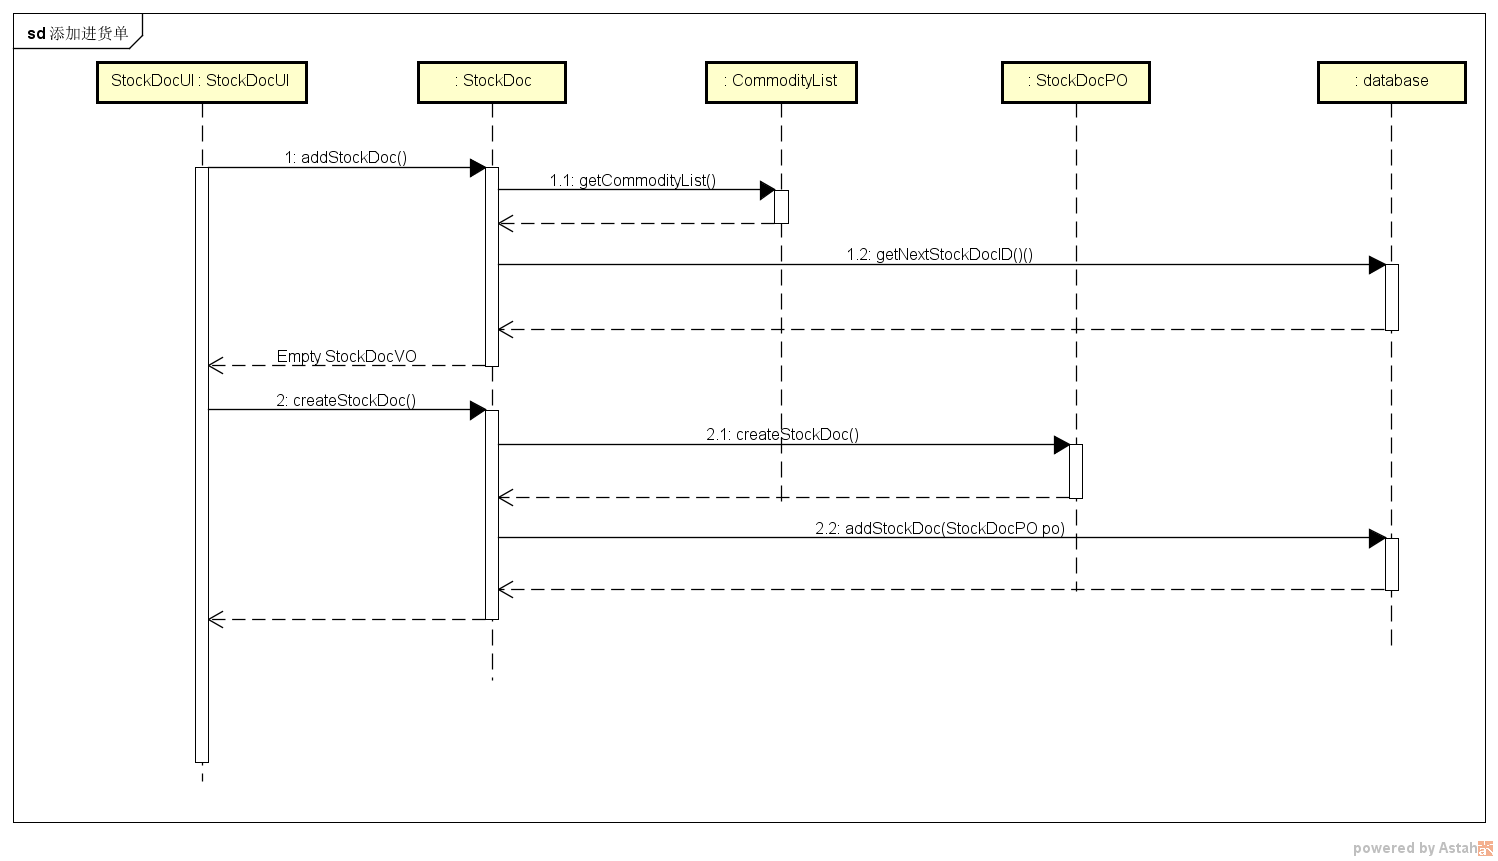 sd 添加进货单
StockDocUI : StockDocUI
: StockDoc
: CommodityList
: StockDocPO
: database
1: addStockDoc()
1.1: getCommodityList()
1.2: getNextStockDocID()()
Empty StockDocVO
2: createStockDoc()
2.1: createStockDoc()
2.2: addStockDoc(StockDocPO po)
powered by Astah